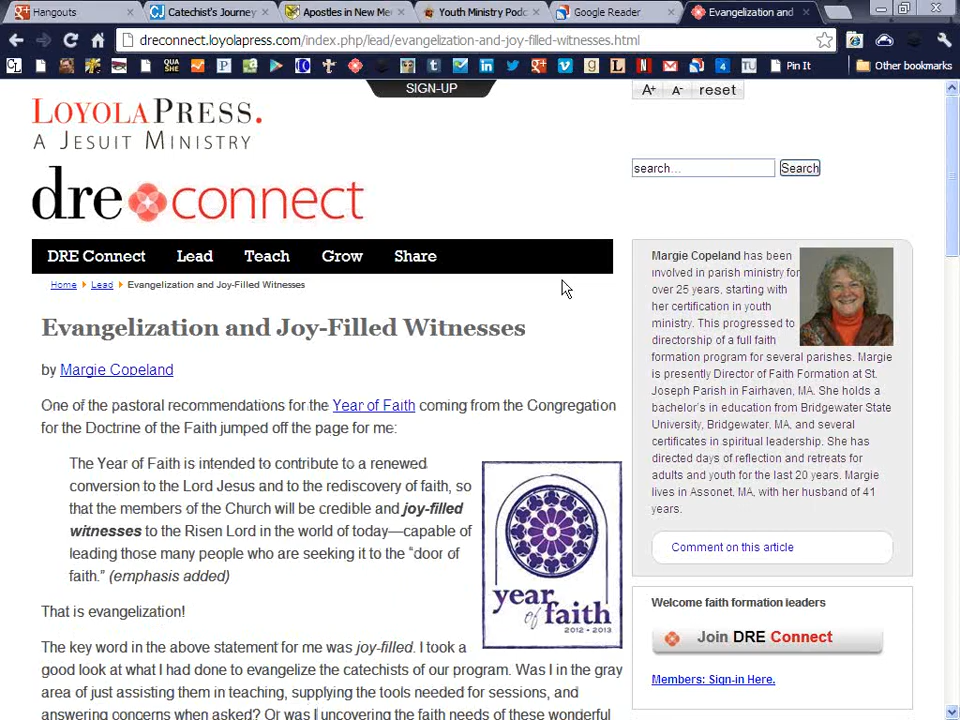 Hangouts
Catechist's Journey
Apostles in New Me
Youth Ministry Podc
Google Reader
Evangelization and
dreconnect.loyolapress.com/index.php/lead/evangelization-and-joy-filled-witnesses.html
Pin It
Other bookmarks
SIGN-UP
A+ A- reset
LOYOLAPRESS.
A JESUIT MINISTRY
search...
Search
dre connect
DRE Connect Lead Teach Grow Share
Home Lead Evangelization and Joy-Filled Witnesses
Evangelization and Joy-Filled Witnesses
by Margie Copeland
One of the pastoral recommendations for the Year of Faith coming from the Congregation
for the Doctrine of the Faith jumped off the page for me:
The Year of Faith is intended to contribute to a renewed
conversion to the Lord Jesus and to the rediscovery of faith, so
that the members of the Church will be credible and joy-filled
witnesses to the Risen Lord in the world of today—capable of
leading those many people who are seeking it to the “door of
faith.” (emphasis added)
year
of faith
2012 - 2013
That is evangelization!
The key word in the above statement for me was joy-filled. I took a
good look at what I had done to evangelize the catechists of our program. Was I in the gray
area of just assisting them in teaching, supplying the tools needed for sessions, and
answering concerns when asked? Or was I uncovering the faith needs of these wonderful
Margie Copeland has been
involved in parish ministry for
over 25 years, starting with
her certification in youth
ministry. This progressed to
directorship of a full faith
formation program for several parishes. Margie
is presently Director of Faith Formation at St.
Joseph Parish in Fairhaven, MA. She holds a
bachelor's in education from Bridgewater State
University, Bridgewater, MA, and several
certificates in spiritual leadership. She has
directed days of reflection and retreats for
adults and youth for the last 20 years. Margie
lives in Assonet, MA, with her husband of 41
years.
Comment on this article
Welcome faith formation leaders
Join DRE Connect
Members: Sign-in Here.